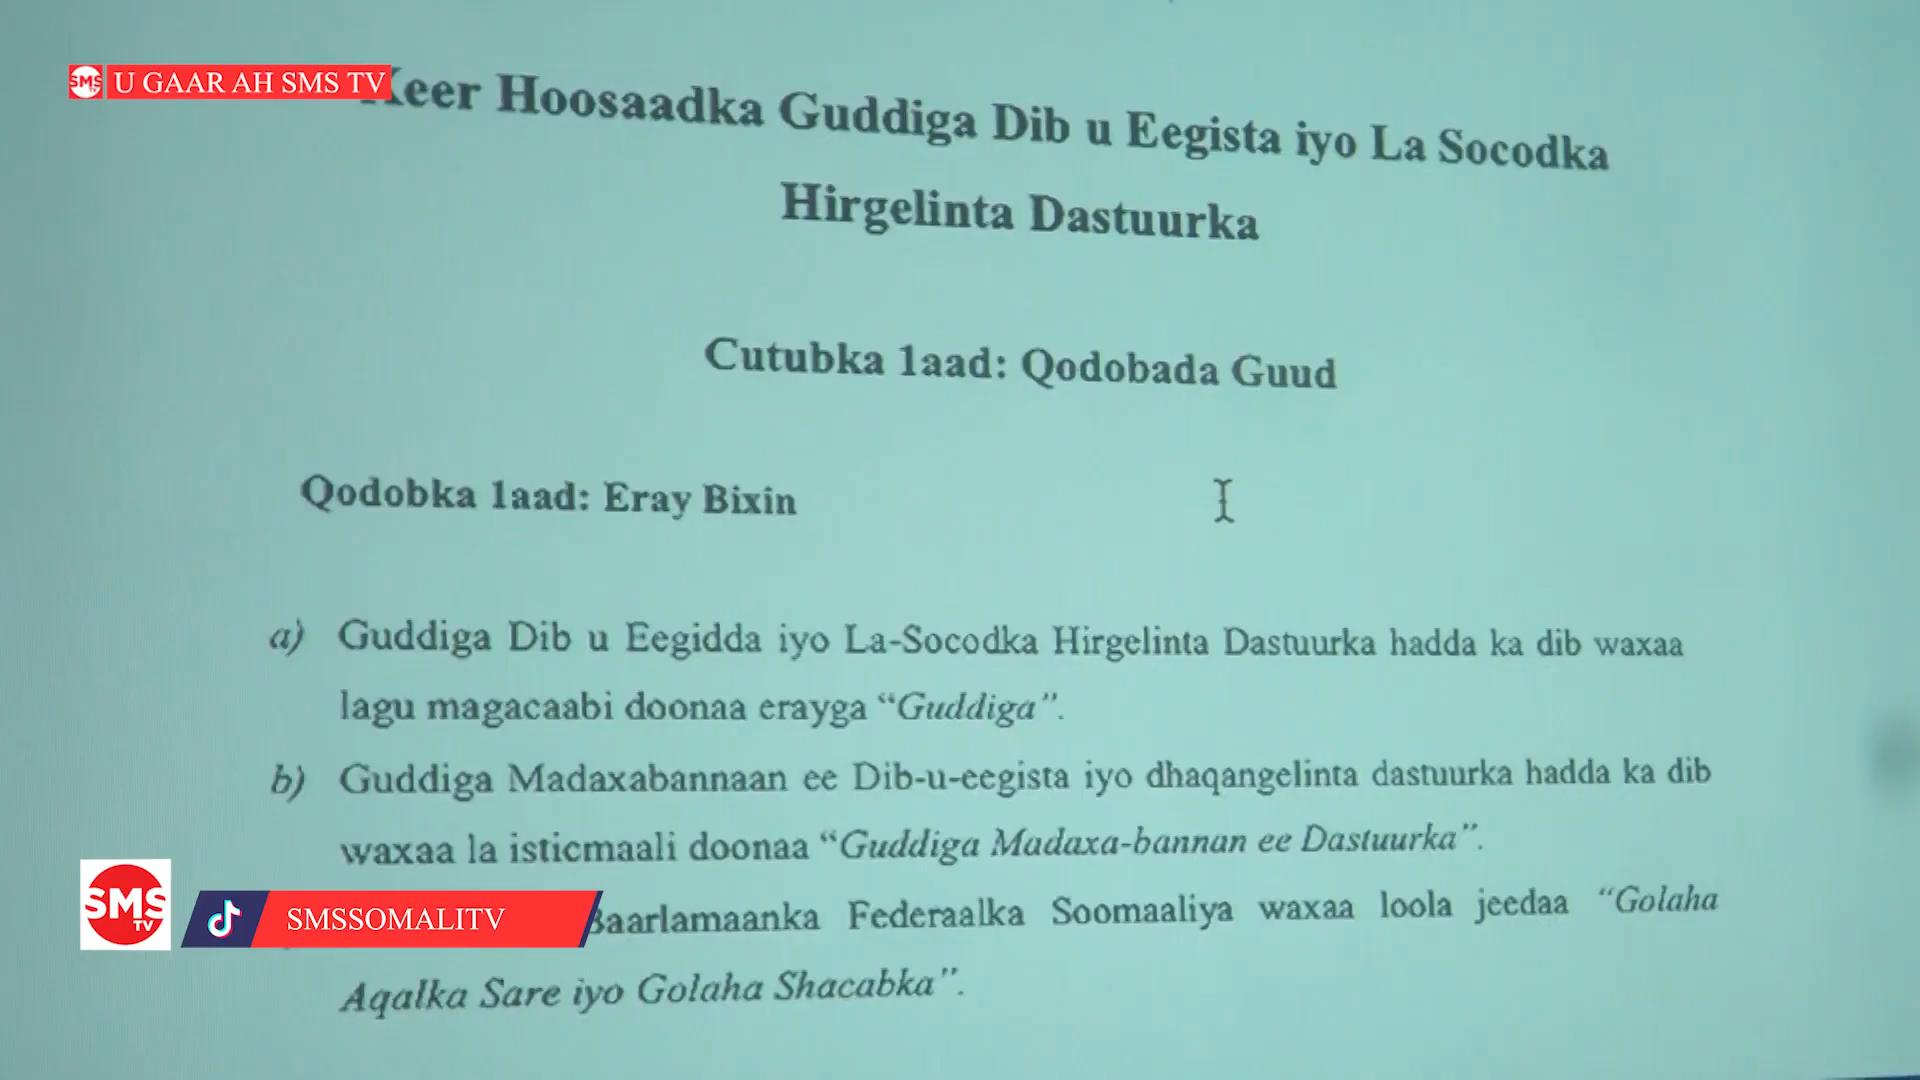 SMS U GAAR AH SMS TV
Xeer Hoosaadka Guddiga Dib u Eegista iyo La Socodka
Hirgelinta Dastuurka
Cutubka 1aad: Qodobada Guud
Qodobka 1aad: Eray Bixin
a) Guddiga Dib u Eegidda iyo La-Socodka Hirgelinta Dastuurka hadda ka dib waxaa
lagu magacaabi doonaa erayga “Guddiga”.
b) Guddiga Madaxabannaan ee Dib-u-eegista iyo dhaqangelinta dastuurka hadda ka dib
waxaa la isticmaali doonaa “Guddiga Madaxa-bannan ee Dastuurka”.
Baarlamaanka Federaalka Soomaaliya waxaa loola jeedaa “Golaha
Aqalka Sare iyo Golaha Shacabka”.
SMS TV
SMSSOMALITV